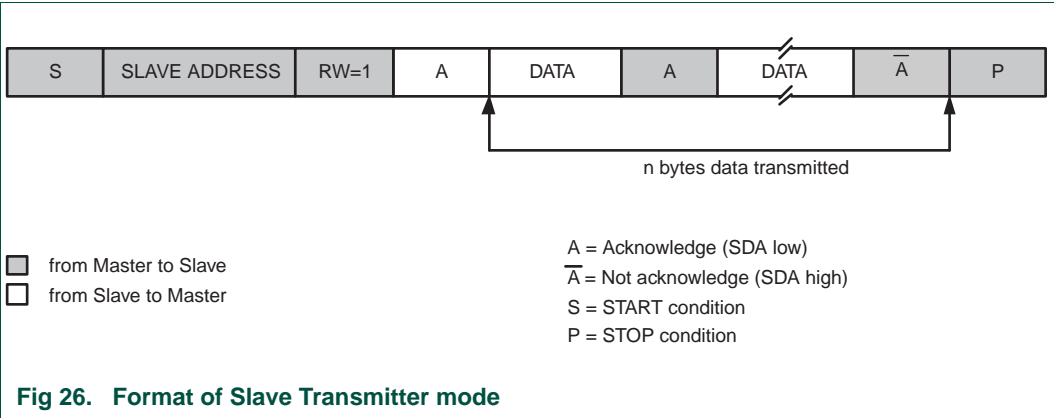 S SLAVE ADDRESS RW=1 A DATA A DATA A̅ P
n bytes data transmitted
from Master to Slave
from Slave to Master
A = Acknowledge (SDA low)
A̅ = Not acknowledge (SDA high)
S = START condition
P = STOP condition
Fig 26. Format of Slave Transmitter mode